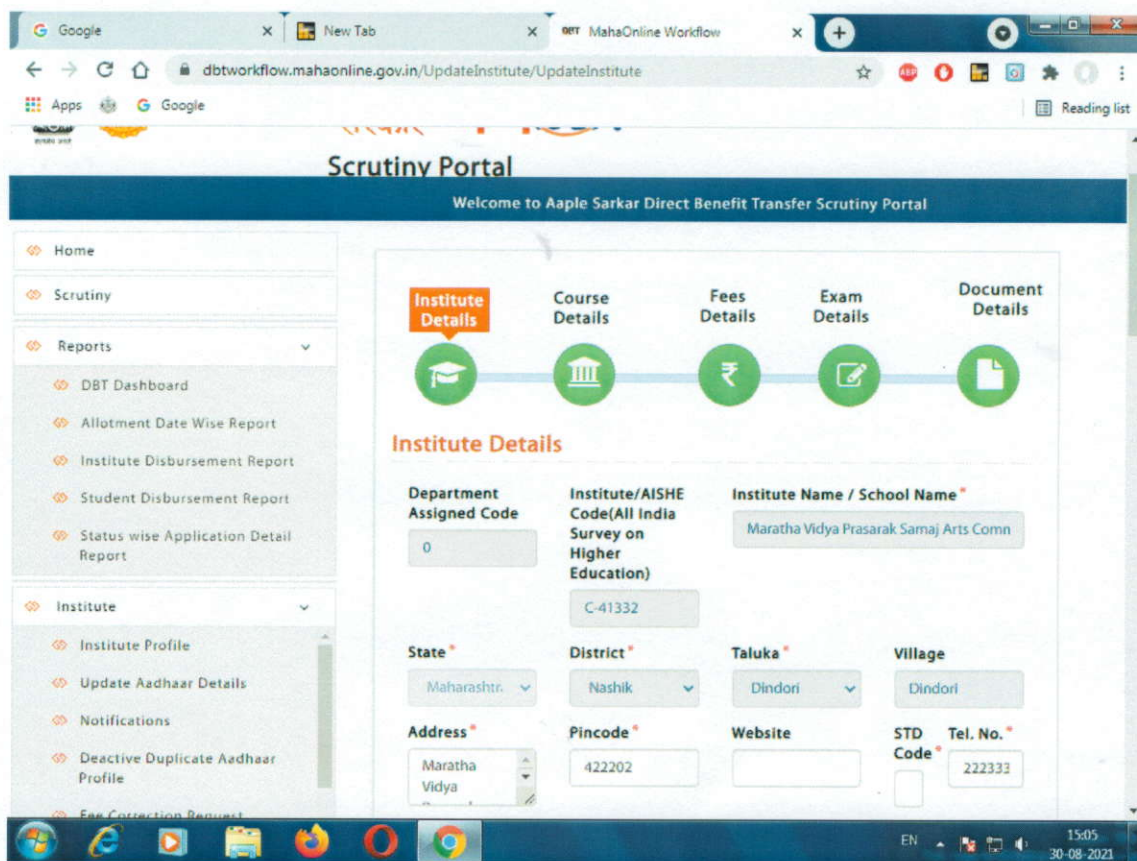 Google
New Tab
DBT MahaOnline Workflow
dbtworkflow.mahaonline.gov.in/UpdateInstitute/UpdateInstitute
ABP
Apps
Google
Reading list
Scrutiny Portal
Welcome to Aaple Sarkar Direct Benefit Transfer Scrutiny Portal
Home
Scrutiny
Reports
DBT Dashboard
Allotment Date Wise Report
Institute Disbursement Report
Student Disbursement Report
Status wise Application Detail
Report
Institute
Institute Profile
Update Aadhaar Details
Notifications
Deactive Duplicate Aadhaar
Profile
Fee Correction Request
Institute
Details
Course
Details
Fees
Details
Exam
Details
Document
Details
Institute Details
Department
Assigned Code
0
Institute/AISHE
Code(All India
Survey on
Higher
Education)
C-41332
Institute Name / School Name*
Maratha Vidya Prasarak Samaj Arts Comn
State*
Maharashtr.
District*
Nashik
Taluka*
Dindori
Village
Dindori
Address*
Maratha
Vidya
Pincode*
422202
Website
STD
Code*
Tel. No.*
222333
EN
15:05
30-08-2021